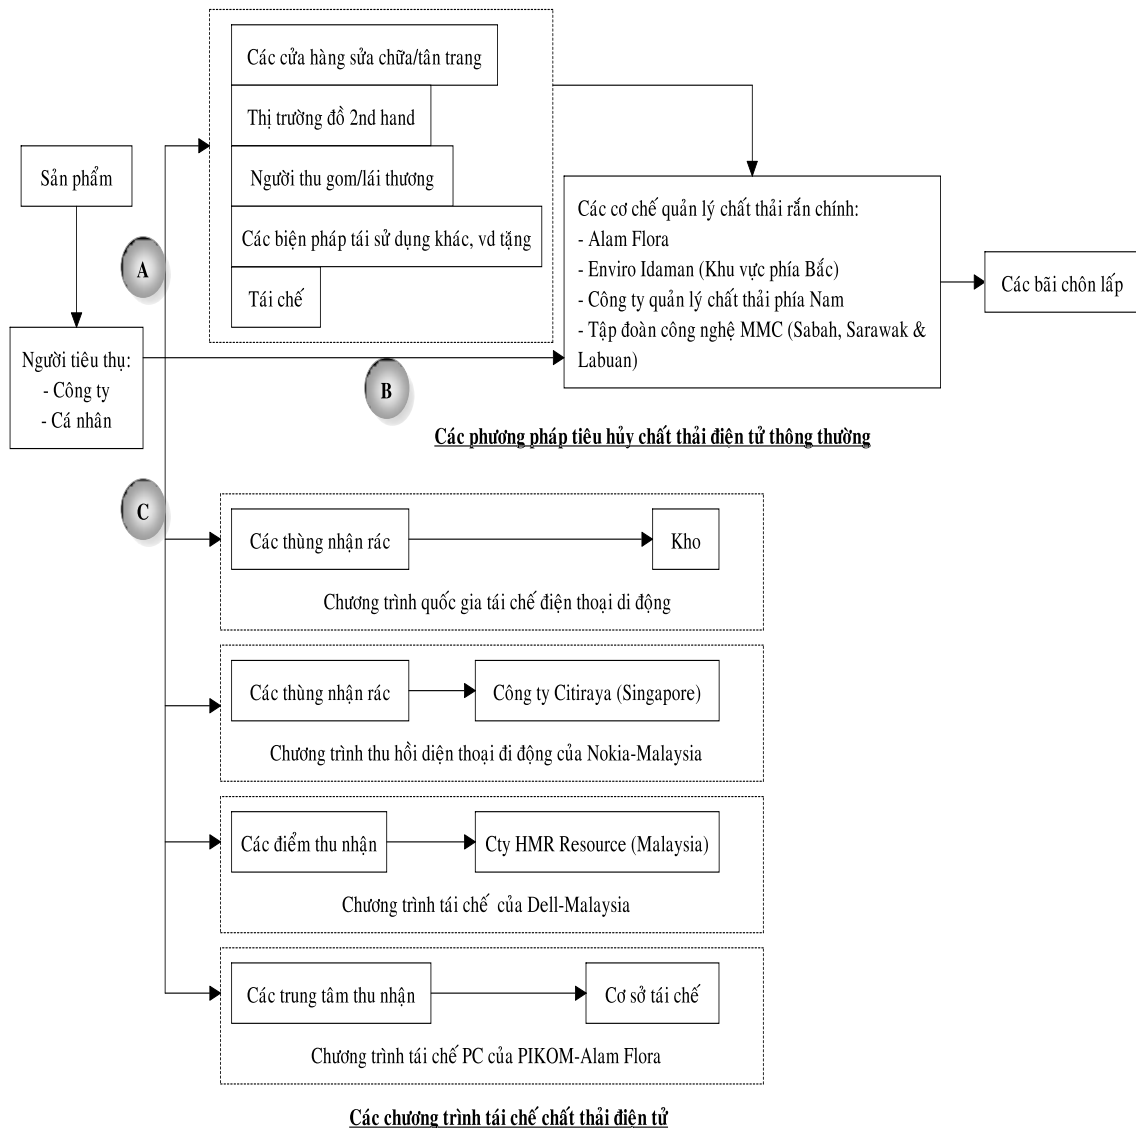 Các cửa hàng sửa chữa/tân trang
Thị trường đồ 2nd hand
Người thu gom/lái thương
Các biện pháp tái sử dụng khác, vd tặng
Tái chế
Sản phẩm
A
Người tiêu thụ:
- Công ty
- Cá nhân
B
Các cơ chế quản lý chất thải rắn chính:
- Alam Flora
- Enviro Idaman (Khu vực phía Bắc)
- Công ty quản lý chất thải phía Nam
- Tập đoàn công nghệ MMC (Sabah, Sarawak &
Labuan)
Các bãi chôn lấp
Các phương pháp tiêu hủy chất thải điện tử thông thường
C
Các thùng nhận rác
Kho
Chương trình quốc gia tái chế điện thoại di động
Các thùng nhận rác
Công ty Citiraya (Singapore)
Chương trình thu hồi diện thoại đi động của Nokia-Malaysia
Các điểm thu nhận
Cty HMR Resource (Malaysia)
Chương trình tái chế của Dell-Malaysia
Các trung tâm thu nhận
Cơ sở tái chế
Chương trình tái chế PC của PIKOM-Alam Flora
Các chương trình tái chế chất thải điện tử